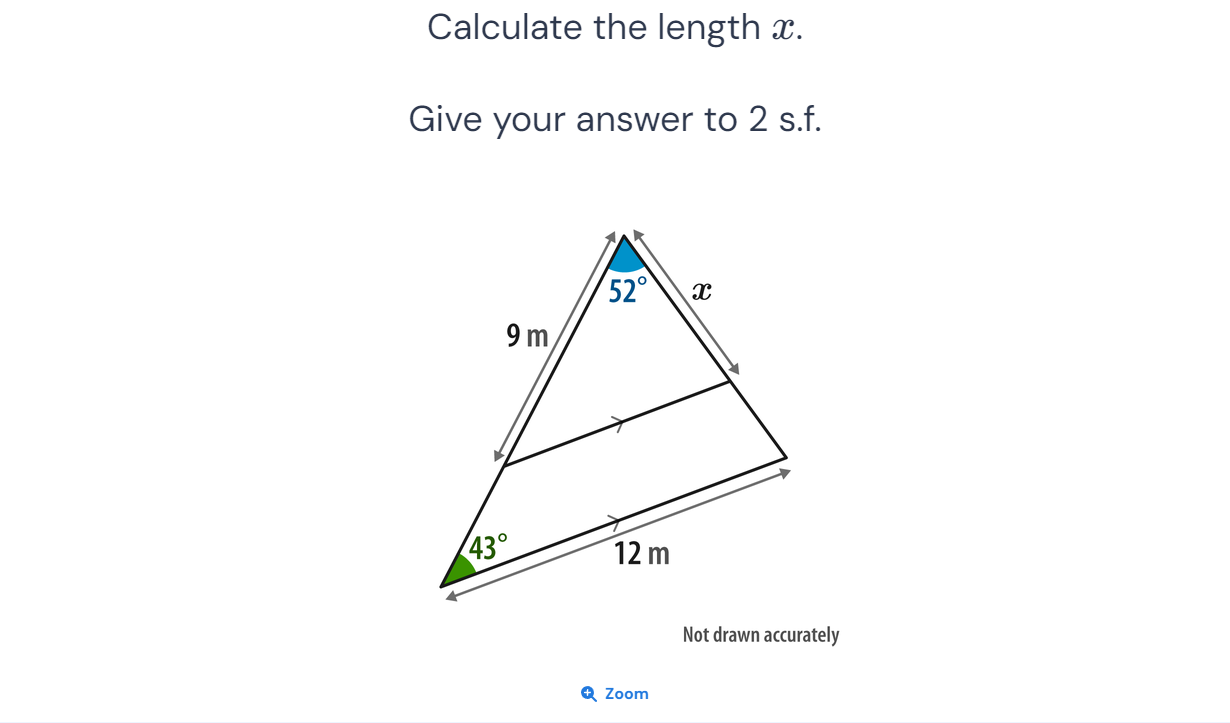 Calculate the length x.
Give your answer to 2 s.f.
52°
x
9 m
43°
12 m
Not drawn accurately
Zoom